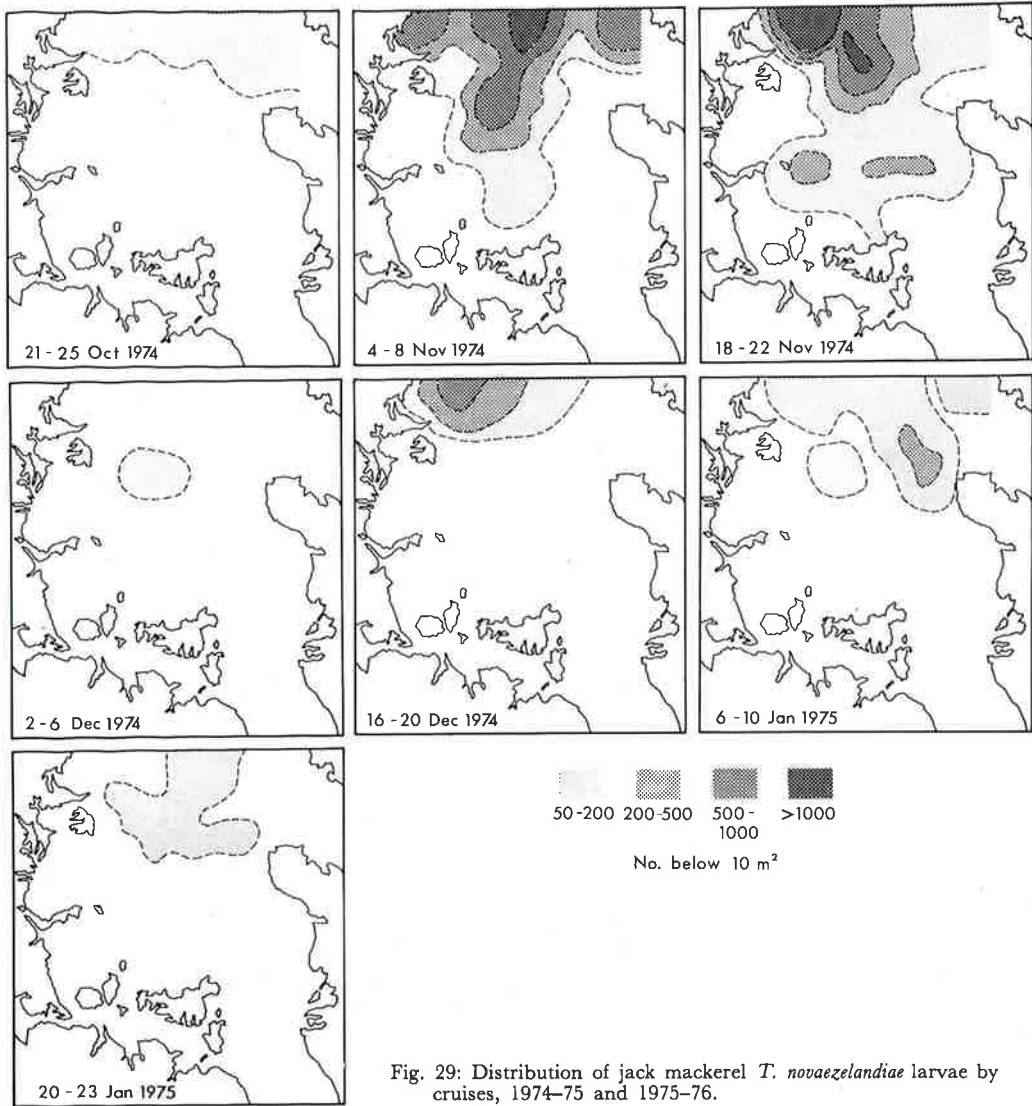 21 - 25 Oct 1974
4 - 8 Nov 1974
18 - 22 Nov 1974
2 - 6 Dec 1974
16 - 20 Dec 1974
6 - 10 Jan 1975
20 - 23 Jan 1975
50-200 200-500 500-1000 >1000
No. below 10 m²
Fig. 29: Distribution of jack mackerel T. novaezelandiae larvae by
cruises, 1974–75 and 1975–76.